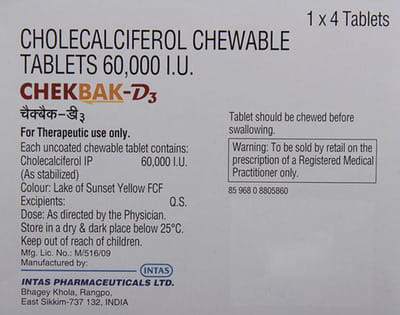 1 x 4 Tablets
CHOLECALCIFEROL CHEWABLE
TABLETS 60,000 I.U.
CHEKBAK-D3
चैक्बैक-डी३
For Therapeutic use only.
Each uncoated chewable tablet contains:
Cholecalciferol IP 60,000 I.U.
(As stabilized)
Colour: Lake of Sunset Yellow FCF
Excipients: Q.S.
Dose: As directed by the Physician.
Store in a dry & dark place below 25°C.
Keep out of reach of children.
Mfg. Lic. No.: M/516/09
Manufactured by:
INTAS
INTAS PHARMACEUTICALS LTD.
Bhagey Khola, Rangpo,
East Sikkim-737 132, INDIA
Tablet should be chewed before
swallowing.
Warning: To be sold by retail on the
prescription of a Registered Medical
Practitioner only.
85 968 0 8805860